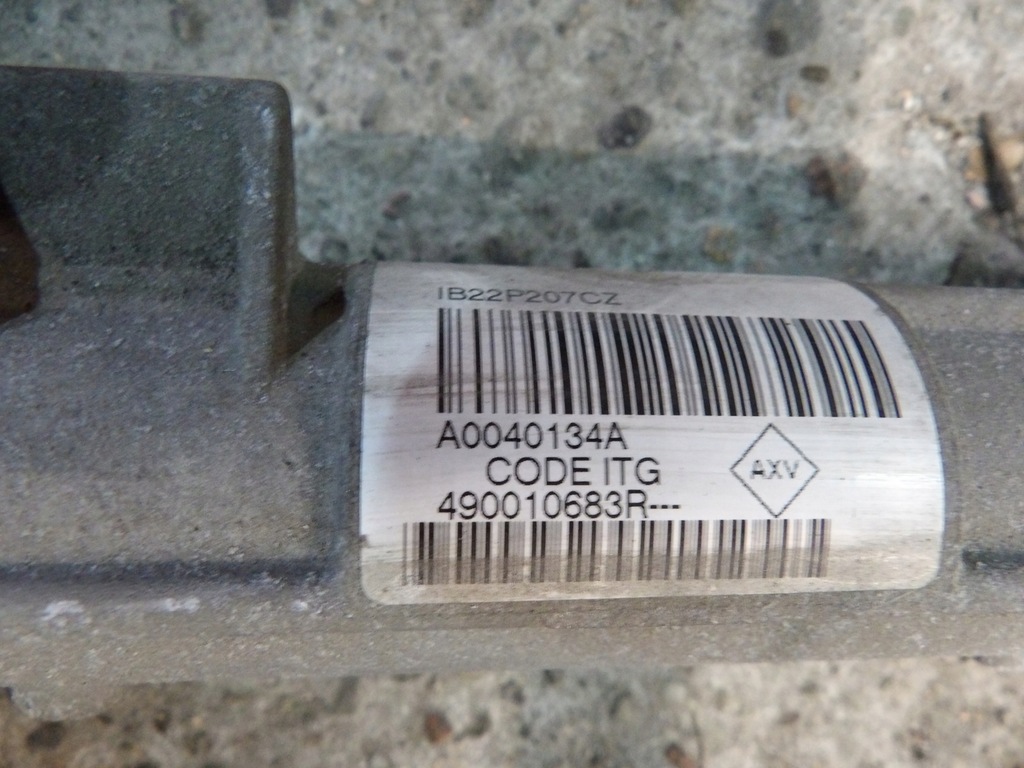 IB22P207CZ
A0040134A
CODE ITG
AXV
490010683R---